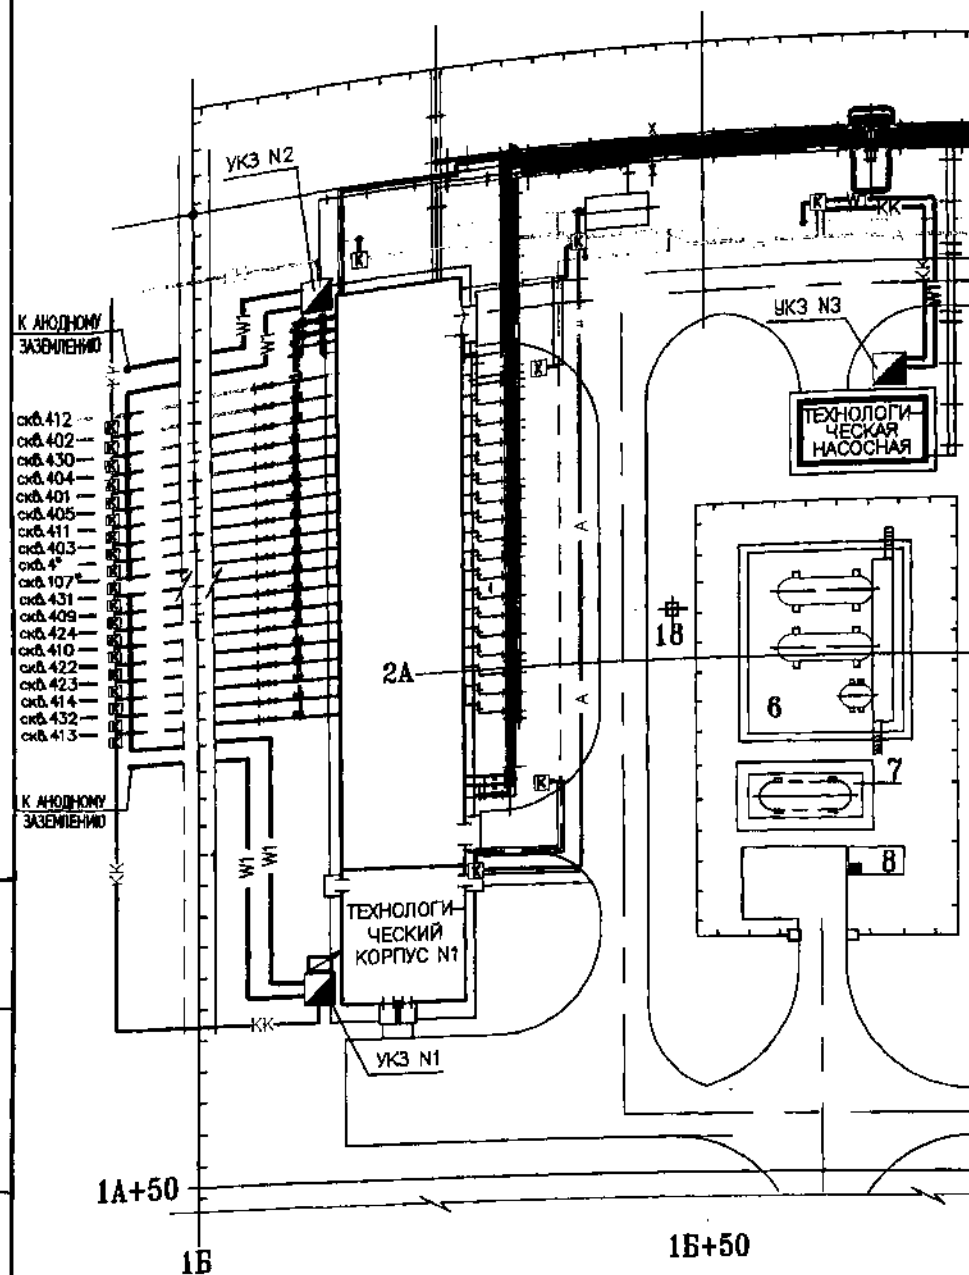 УКЗ N2
К
W1
КК
К
К АНОДНОМУ
ЗАЗЕМЛЕНИЮ
W1
W1
W1
УКЗ N3
К
ТЕХНОЛОГИ-
ЧЕСКАЯ
НАСОСНАЯ
скв.412
скв.402
скв.430
скв.404
скв.401
скв.405
скв.411
скв.403
скв.4*
скв.107*
скв.431
скв.409
скв.424
скв.410
скв.422
скв.423
скв.414
скв.432
скв.413
А
18
2А
А
6
7
К
К АНОДНОМУ
ЗАЗЕМЛЕНИЮ
W1
W1
КК
К
8
ТЕХНОЛОГИ-
ЧЕСКИЙ
КОРПУС N1
КК
УКЗ N1
1А+50
1Б
1Б+50